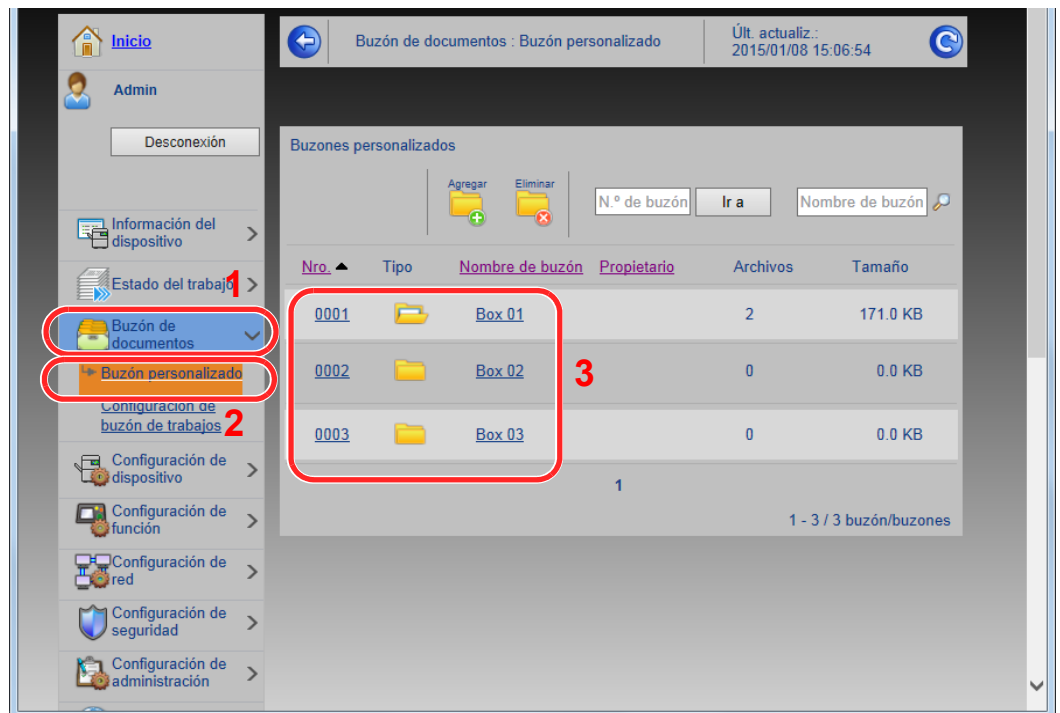 Inicio
Buzón de documentos : Buzón personalizado
Últ. actualiz.:
2015/01/08 15:06:54
Admin
Desconexión
Información del
dispositivo
Estado del trabajo
1
Buzón de
documentos
Buzón personalizado
Configuración de
buzón de trabajos
2
Configuración de
dispositivo
Configuración de
función
Configuración de
red
Configuración de
seguridad
Configuración de
administración
Buzones personalizados
Agregar
Eliminar
N.º de buzón
Ir a
Nombre de buzón
Nro. Tipo Nombre de buzón Propietario Archivos Tamaño
0001 Box 01 2 171.0 KB
0002 Box 02 0 0.0 KB
3
0003 Box 03 0 0.0 KB
1
1 - 3 / 3 buzón/buzones